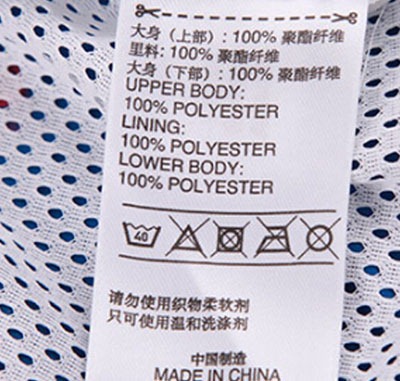 大身（上部）: 100% 聚酯纤维
里料: 100% 聚酯纤维
大身（下部）: 100% 聚酯纤维
UPPER BODY:
100% POLYESTER
LINING:
100% POLYESTER
LOWER BODY:
100% POLYESTER
40
请勿使用织物柔软剂
只可使用温和洗涤剂
中国制造
MADE IN CHINA